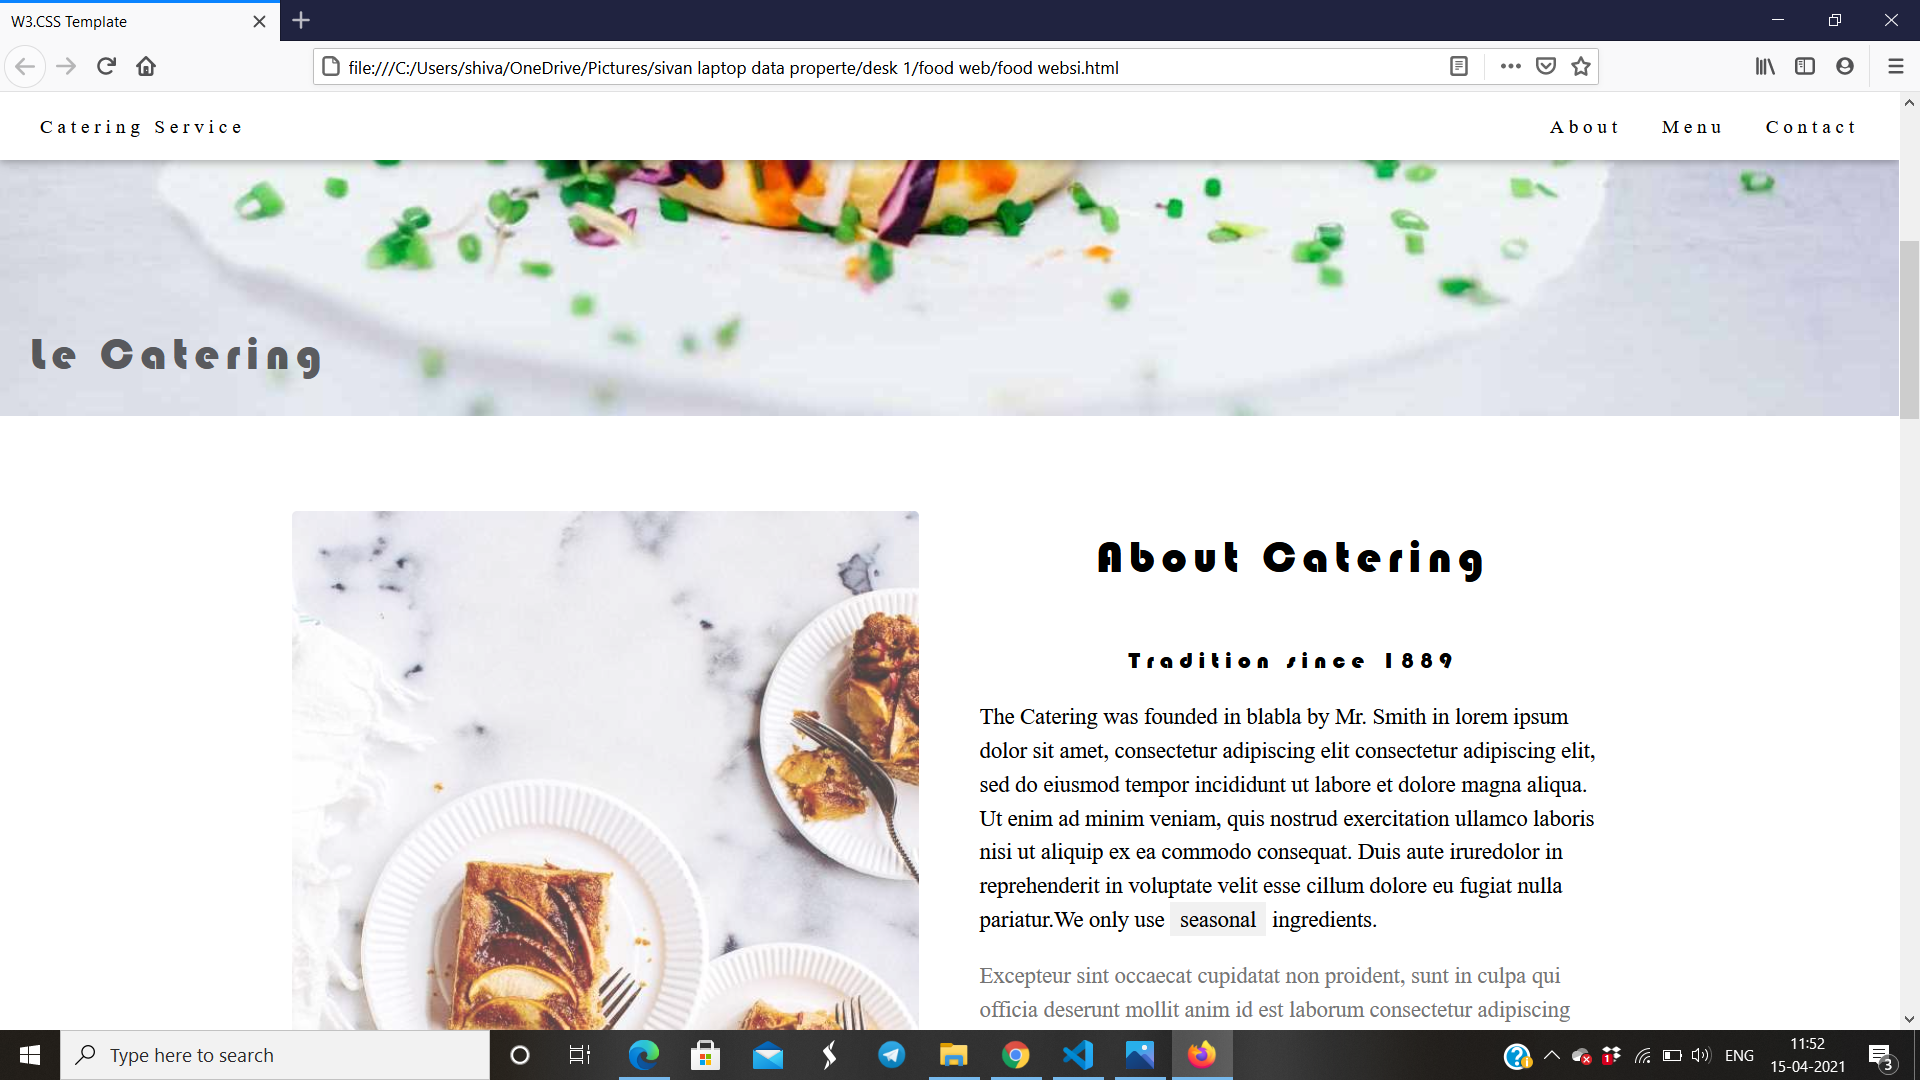 W3.CSS Template
file:///C:/Users/shiva/OneDrive/Pictures/sivan laptop data properte/desk 1/food web/food websi.html
Catering Service
About Menu Contact
Le Catering
About Catering
Tradition since 1889
The Catering was founded in blabla by Mr. Smith in lorem ipsum
dolor sit amet, consectetur adipiscing elit consectetur adipiscing elit,
sed do eiusmod tempor incididunt ut labore et dolore magna aliqua.
Ut enim ad minim veniam, quis nostrud exercitation ullamco laboris
nisi ut aliquip ex ea commodo consequat. Duis aute iruredolor in
reprehenderit in voluptate velit esse cillum dolore eu fugiat nulla
pariatur.We only use seasonal ingredients.
Excepteur sint occaecat cupidatat non proident, sunt in culpa qui
officia deserunt mollit anim id est laborum consectetur adipiscing
Type here to search
1
ENG
11:52
15-04-2021
3